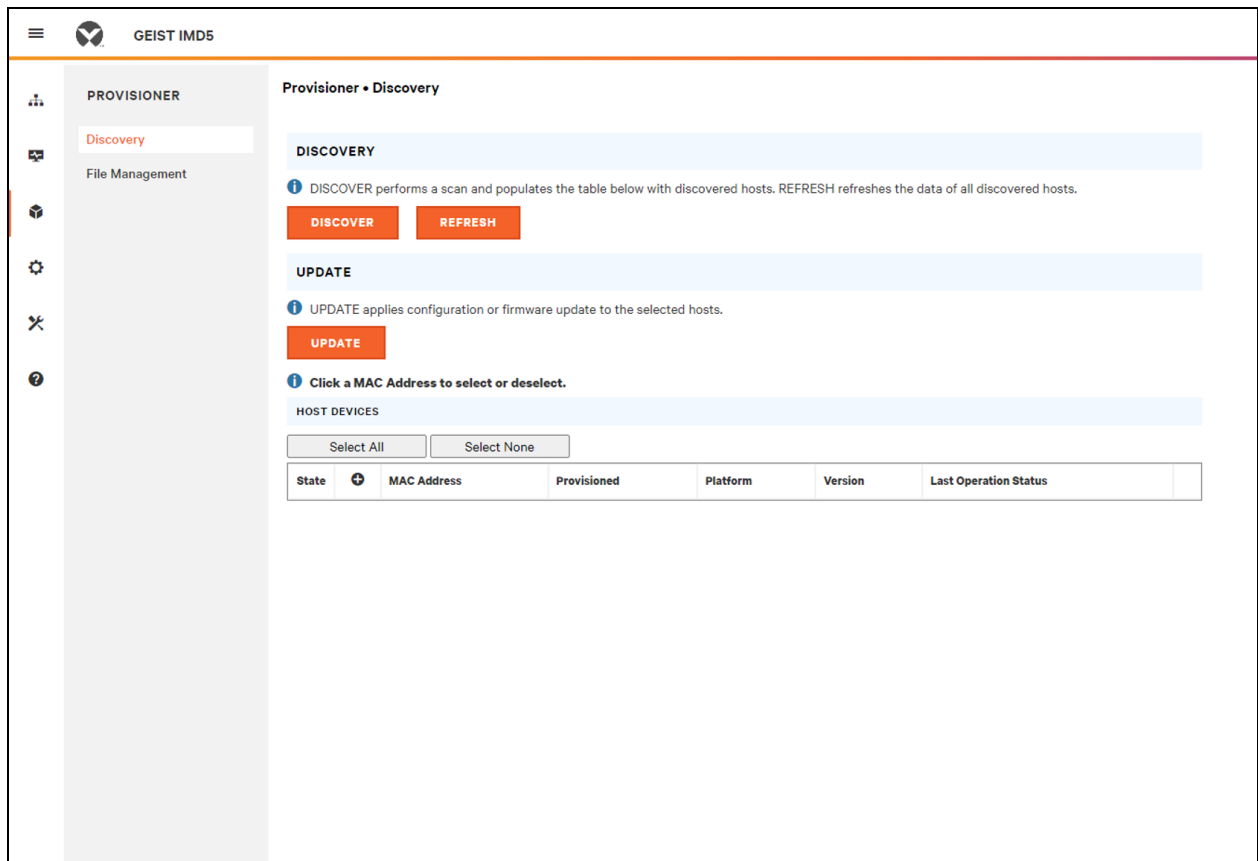 GEIST IMD5
PROVISIONER
Discovery
File Management
Provisioner • Discovery
DISCOVERY
DISCOVER performs a scan and populates the table below with discovered hosts. REFRESH refreshes the data of all discovered hosts.
DISCOVER REFRESH
UPDATE
UPDATE applies configuration or firmware update to the selected hosts.
UPDATE
Click a MAC Address to select or deselect.
HOST DEVICES
Select All Select None
State MAC Address Provisioned Platform Version Last Operation Status